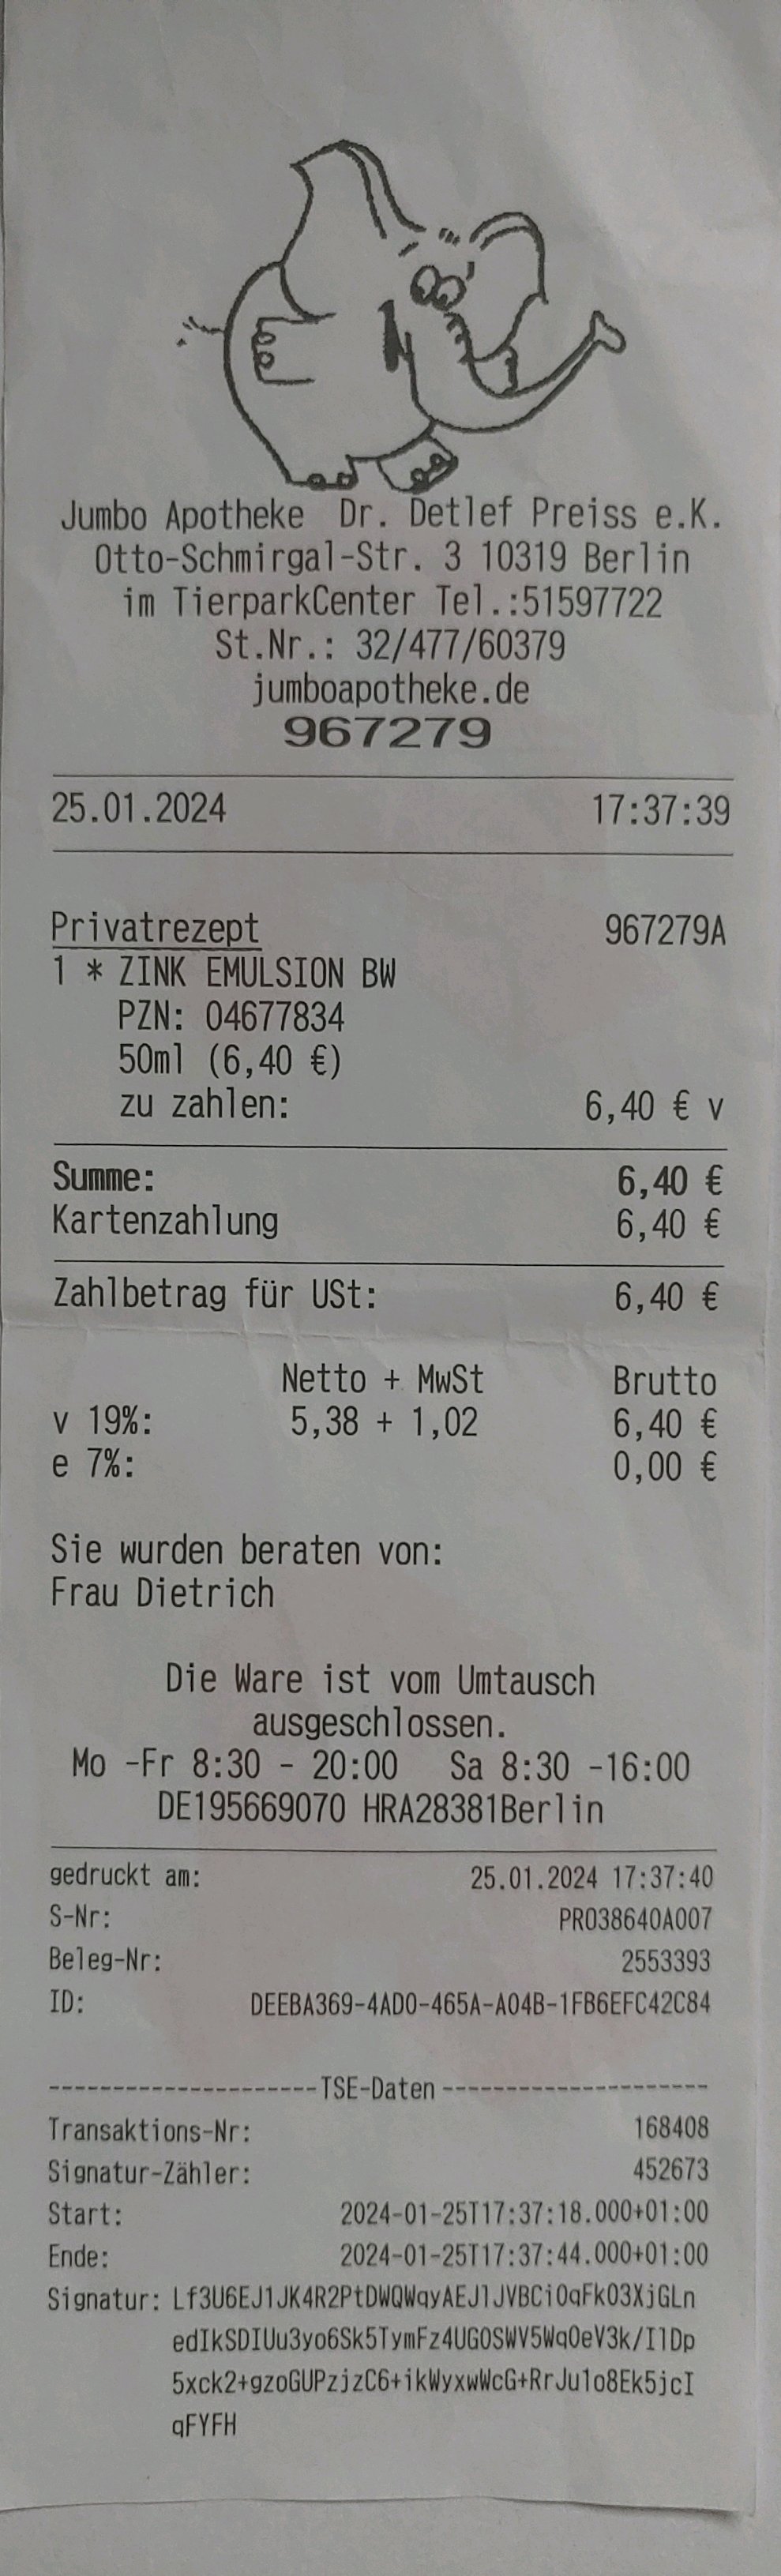 Jumbo Apotheke Dr. Detlef Preiss e.K.
Otto-Schmirgal-Str. 3 10319 Berlin
im TierparkCenter Tel.:51597722
St.Nr.: 32/477/60379
jumboapotheke.de
967279
25.01.2024 17:37:39
Privatrezept 967279A
1 * ZINK EMULSION BW
PZN: 04677834
50ml (6,40 €)
zu zahlen: 6,40 € v
Summe: 6,40 €
Kartenzahlung 6,40 €
Zahlbetrag für USt: 6,40 €
Netto + MwSt Brutto
v 19%: 5,38 + 1,02 6,40 €
e 7%: 0,00 €
Sie wurden beraten von:
Frau Dietrich
Die Ware ist vom Umtausch
ausgeschlossen.
Mo -Fr 8:30 - 20:00 Sa 8:30 -16:00
DE195669070 HRA28381Berlin
gedruckt am: 25.01.2024 17:37:40
S-Nr: PR038640A007
Beleg-Nr: 2553393
ID: DEEBA369-4AD0-465A-A04B-1FB6EFC42C84
--------------------- TSE-Daten ---------------------
Transaktions-Nr: 168408
Signatur-Zähler: 452673
Start: 2024-01-25T17:37:18.000+01:00
Ende: 2024-01-25T17:37:44.000+01:00
Signatur: Lf3U6EJ1JK4R2PtDWQWqyAEJlJVBCi0qFk03XjGLn
edIkSDIUu3yo6Sk5TymFz4UGOSWV5Wq0eV3k/IlDp
5xck2+gzoGUPzjzC6+ikWyxwWcG+RrJu1o8Ek5jcI
qFYFH